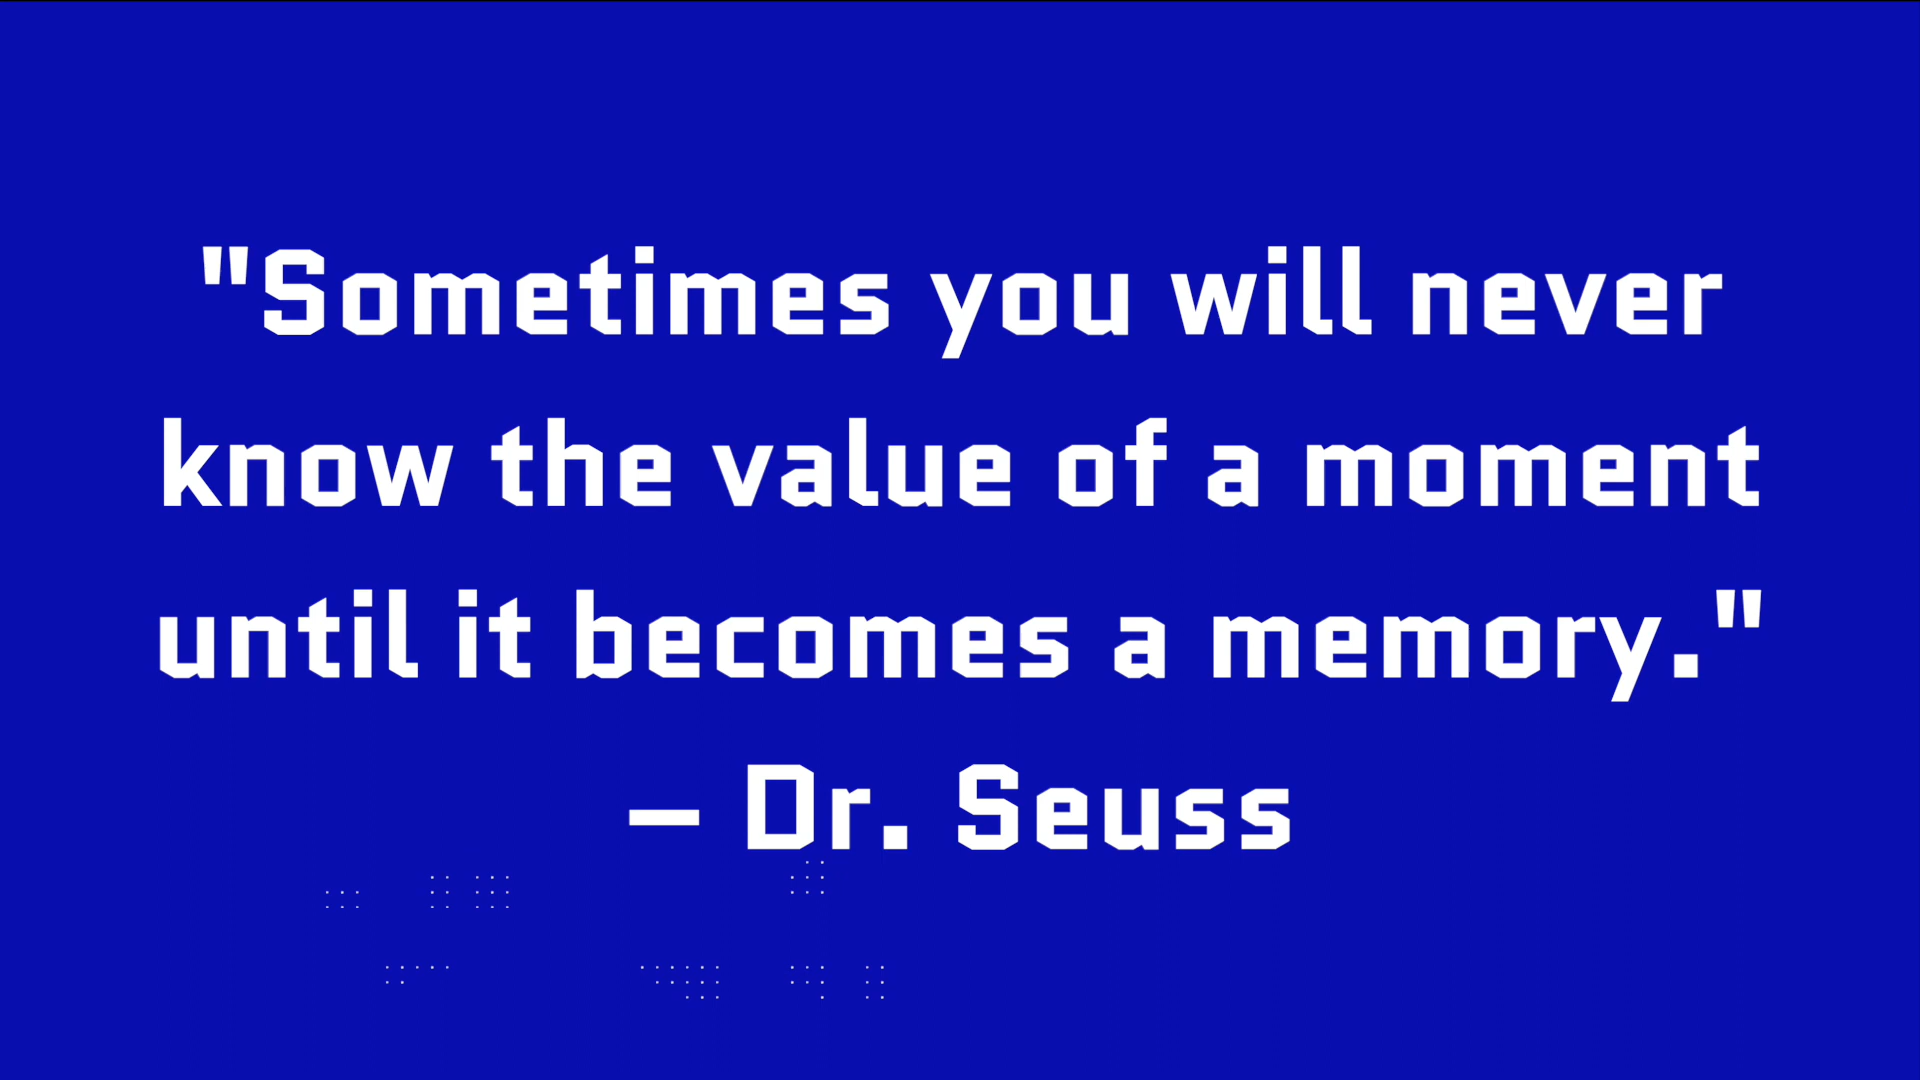 "Sometimes you will never
know the value of a moment
until it becomes a memory."
– Dr. Seuss